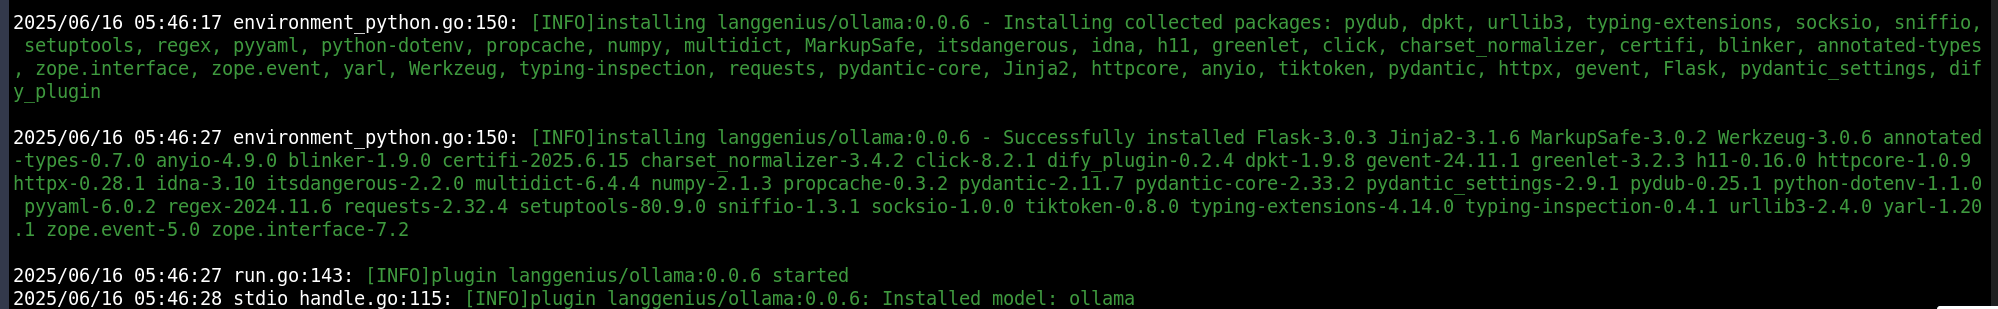 2025/06/16 05:46:17 environment_python.go:150: [INFO]installing langgenius/ollama:0.0.6 - Installing collected packages: pydub, dpkt, urllib3, typing-extensions, socksio, sniffio,
 setuptools, regex, pyyaml, python-dotenv, propcache, numpy, multidict, MarkupSafe, itsdangerous, idna, h11, greenlet, click, charset_normalizer, certifi, blinker, annotated-types
, zope.interface, zope.event, yarl, Werkzeug, typing-inspection, requests, pydantic-core, Jinja2, httpcore, anyio, tiktoken, pydantic, httpx, gevent, Flask, pydantic_settings, dif
y_plugin
2025/06/16 05:46:27 environment_python.go:150: [INFO]installing langgenius/ollama:0.0.6 - Successfully installed Flask-3.0.3 Jinja2-3.1.6 MarkupSafe-3.0.2 Werkzeug-3.0.6 annotated
-types-0.7.0 anyio-4.9.0 blinker-1.9.0 certifi-2025.6.15 charset_normalizer-3.4.2 click-8.2.1 dify_plugin-0.2.4 dpkt-1.9.8 gevent-24.11.1 greenlet-3.2.3 h11-0.16.0 httpcore-1.0.9
httpx-0.28.1 idna-3.10 itsdangerous-2.2.0 multidict-6.4.4 numpy-2.1.3 propcache-0.3.2 pydantic-2.11.7 pydantic-core-2.33.2 pydantic_settings-2.9.1 pydub-0.25.1 python-dotenv-1.1.0
 pyyaml-6.0.2 regex-2024.11.6 requests-2.32.4 setuptools-80.9.0 sniffio-1.3.1 socksio-1.0.0 tiktoken-0.8.0 typing-extensions-4.14.0 typing-inspection-0.4.1 urllib3-2.4.0 yarl-1.20
.1 zope.event-5.0 zope.interface-7.2
2025/06/16 05:46:27 run.go:143: [INFO]plugin langgenius/ollama:0.0.6 started
2025/06/16 05:46:28 stdio handle.go:115: [INFO]plugin langgenius/ollama:0.0.6: Installed model: ollama